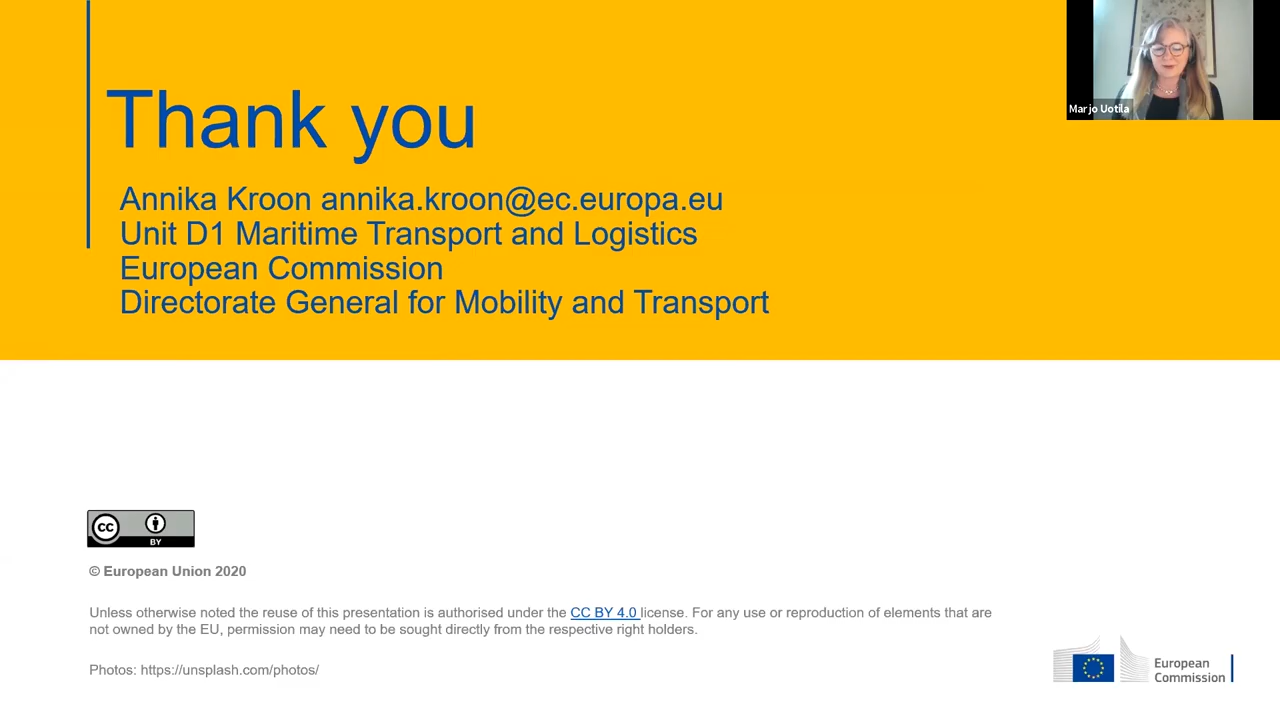 Thank you
Marjo Uotila
Annika Kroon annika.kroon@ec.europa.eu
Unit D1 Maritime Transport and Logistics
European Commission
Directorate General for Mobility and Transport
cc
BY
© European Union 2020
Unless otherwise noted the reuse of this presentation is authorised under the CC BY 4.0 license. For any use or reproduction of elements that are
not owned by the EU, permission may need to be sought directly from the respective right holders.
Photos: https://unsplash.com/photos/
European
Commission